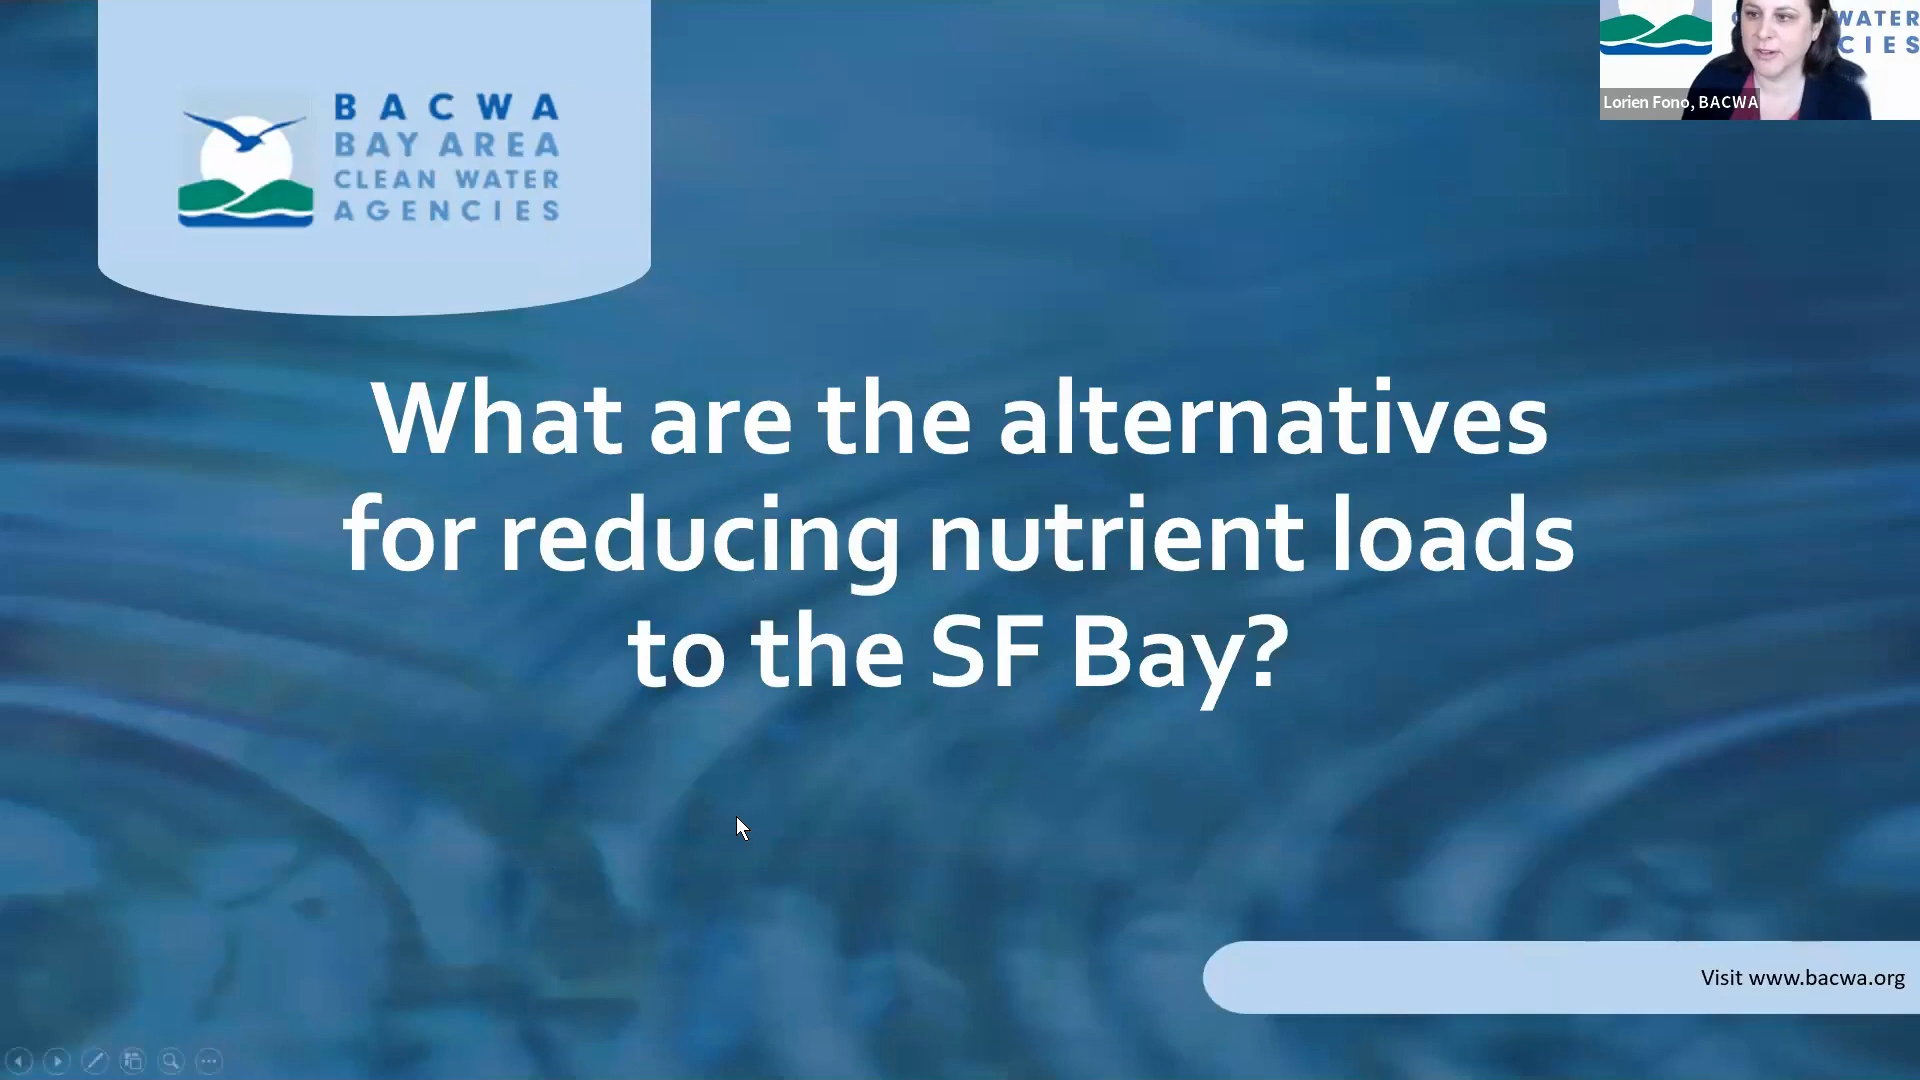 BACWA
BAY AREA
CLEAN WATER
AGENCIES
WATER
CIES
Lorien Fono, BACWA
What are the alternatives
for reducing nutrient loads
to the SF Bay?
Visit www.bacwa.org